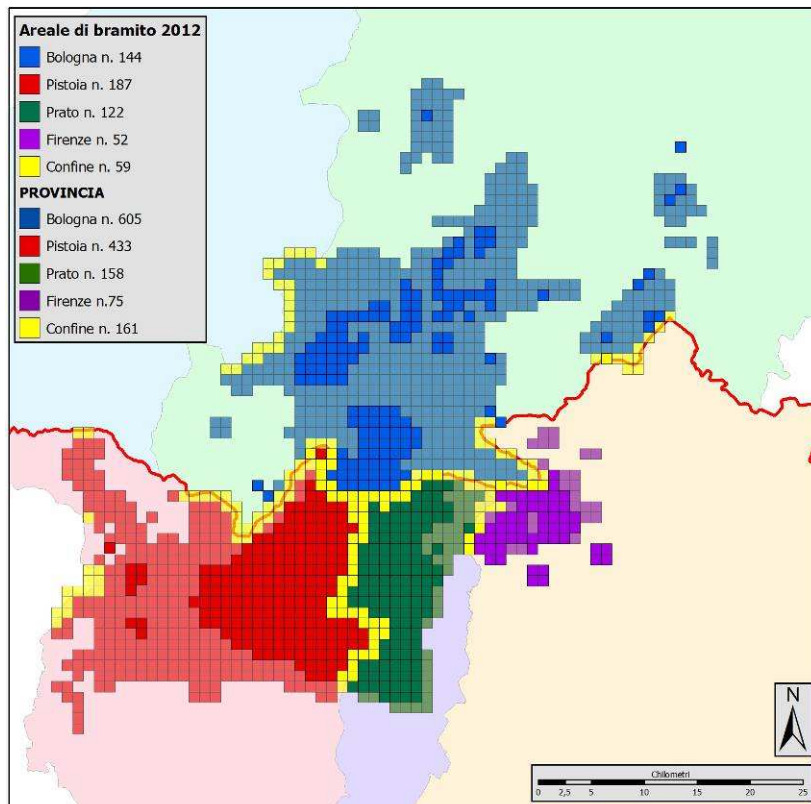 Areale di bramito 2012
Bologna n. 144
Pistoia n. 187
Prato n. 122
Firenze n. 52
Confine n. 59
PROVINCIA
Bologna n. 605
Pistoia n. 433
Prato n. 158
Firenze n.75
Confine n. 161
N
Chilometri
0 2,5 5 10 15 20 25